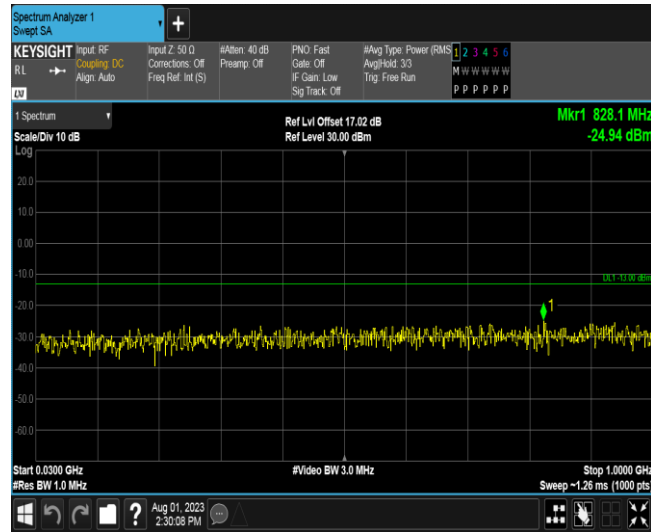 Spectrum Analyzer 1
Swept SA
KEYSIGHT Input: RF Input Z: 50 Ω #Atten: 40 dB PNO: Fast #Avg Type: Power (RMS 1 2 3 4 5 6
RL Coupling: DC Corrections: Off Preamp: Off Gate: Off Avg|Hold: 3/3 M W W W W W
Align: Auto Freq Ref: Int (S) IF Gain: Low Trig: Free Run
LXI Sig Track: Off P P P P P P
1 Spectrum Ref Lvl Offset 17.02 dB Mkr1 828.1 MHz
Scale/Div 10 dB Ref Level 30.00 dBm -24.94 dBm
Log
20.0
10.0
0.00
-10.0
DL1 -13.00 dBm
-20.0
1
-30.0
-40.0
-50.0
-60.0
Start 0.0300 GHz #Video BW 3.0 MHz Stop 1.0000 GHz
#Res BW 1.0 MHz Sweep ~1.26 ms (1000 pts)
? Aug 01, 2023
2:30:08 PM